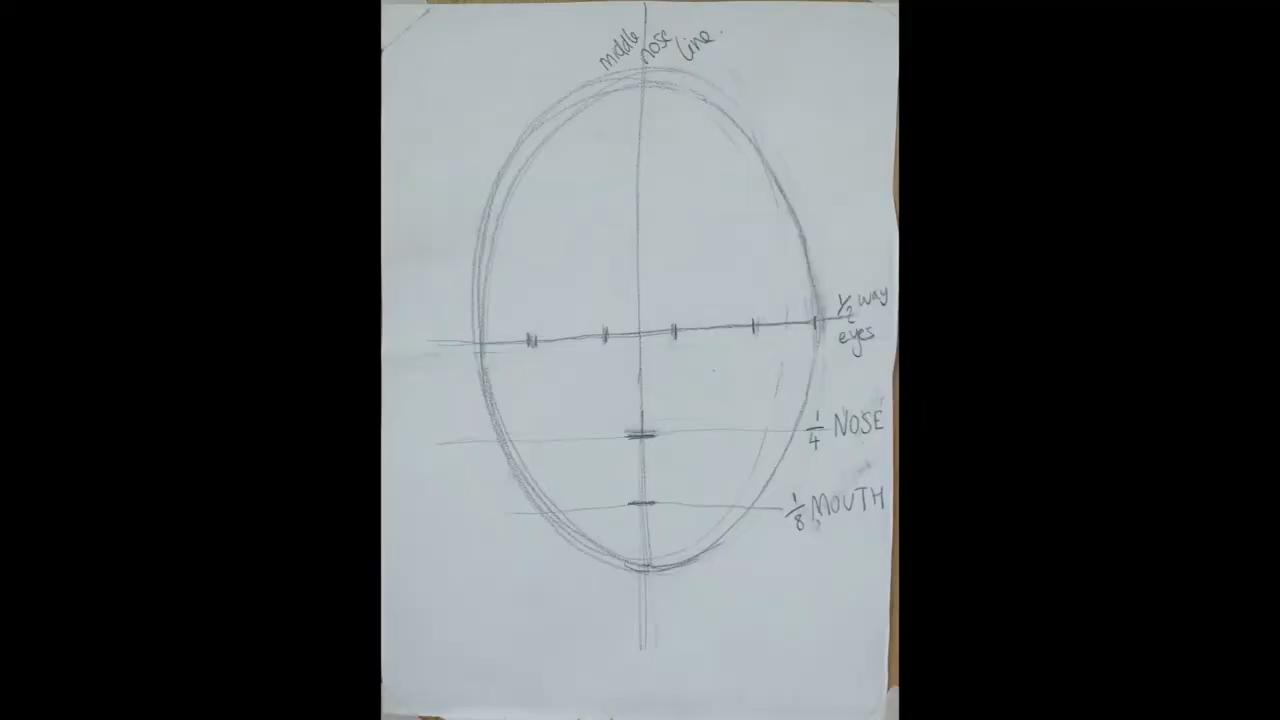 middle nose line.
1/2 way
eyes
1/4 NOSE
1/8 MOUTH